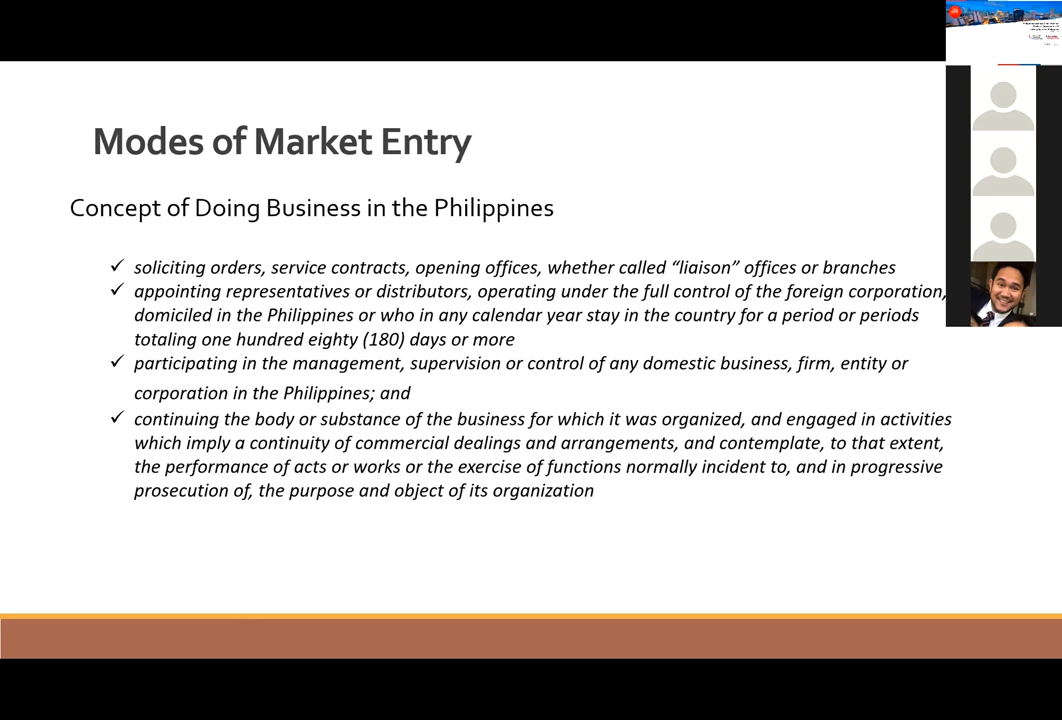 Modes of Market Entry
Concept of Doing Business in the Philippines
soliciting orders, service contracts, opening offices, whether called “liaison” offices or branches
appointing representatives or distributors, operating under the full control of the foreign corporation,
domiciled in the Philippines or who in any calendar year stay in the country for a period or periods
totaling one hundred eighty (180) days or more
participating in the management, supervision or control of any domestic business, firm, entity or
corporation in the Philippines; and
continuing the body or substance of the business for which it was organized, and engaged in activities
which imply a continuity of commercial dealings and arrangements, and contemplate, to that extent,
the performance of acts or works or the exercise of functions normally incident to, and in progressive
prosecution of, the purpose and object of its organization